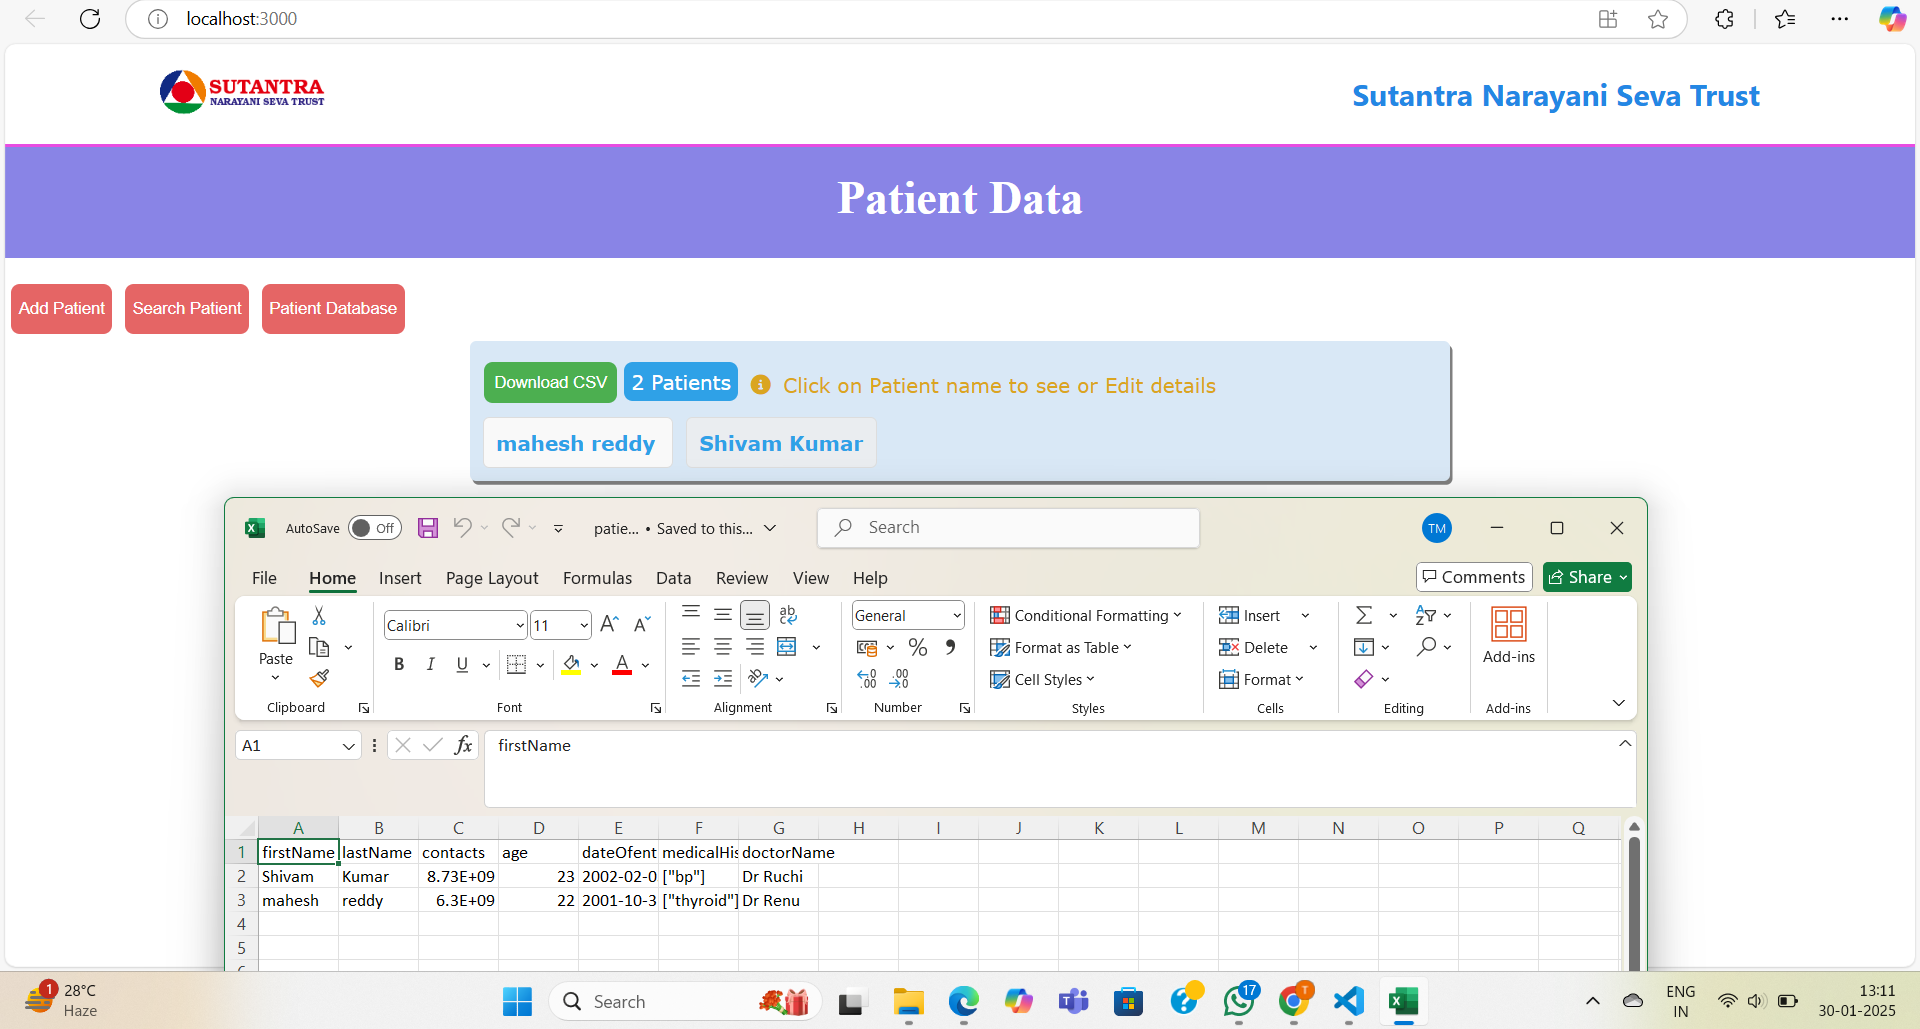 localhost:3000
SUTANTRA
NARAYANI SEVA TRUST
Sutantra Narayani Seva Trust
Patient Data
Add Patient Search Patient Patient Database
Download CSV 2 Patients Click on Patient name to see or Edit details
mahesh reddy Shivam Kumar
AutoSave Off patie... • Saved to this... Search TM
File Home Insert Page Layout Formulas Data Review View Help Comments Share
Paste
Calibri 11
B I U A
General
% 
Conditional Formatting
Format as Table
Cell Styles
Insert
Delete
Format
Add-ins
Clipboard Font Alignment Number Styles Cells Editing Add-ins
A1 fx firstName
A B C D E F G H I J K L M N O P Q
1 firstName lastName contacts age dateOfent medicalHis doctorName
2 Shivam Kumar 8.73E+09 23 2002-02-0 ["bp"] Dr Ruchi
3 mahesh reddy 6.3E+09 22 2001-10-3 ["thyroid"] Dr Renu
4
5
1 28°C
Haze
Search
17
T
ENG
IN
13:11
30-01-2025